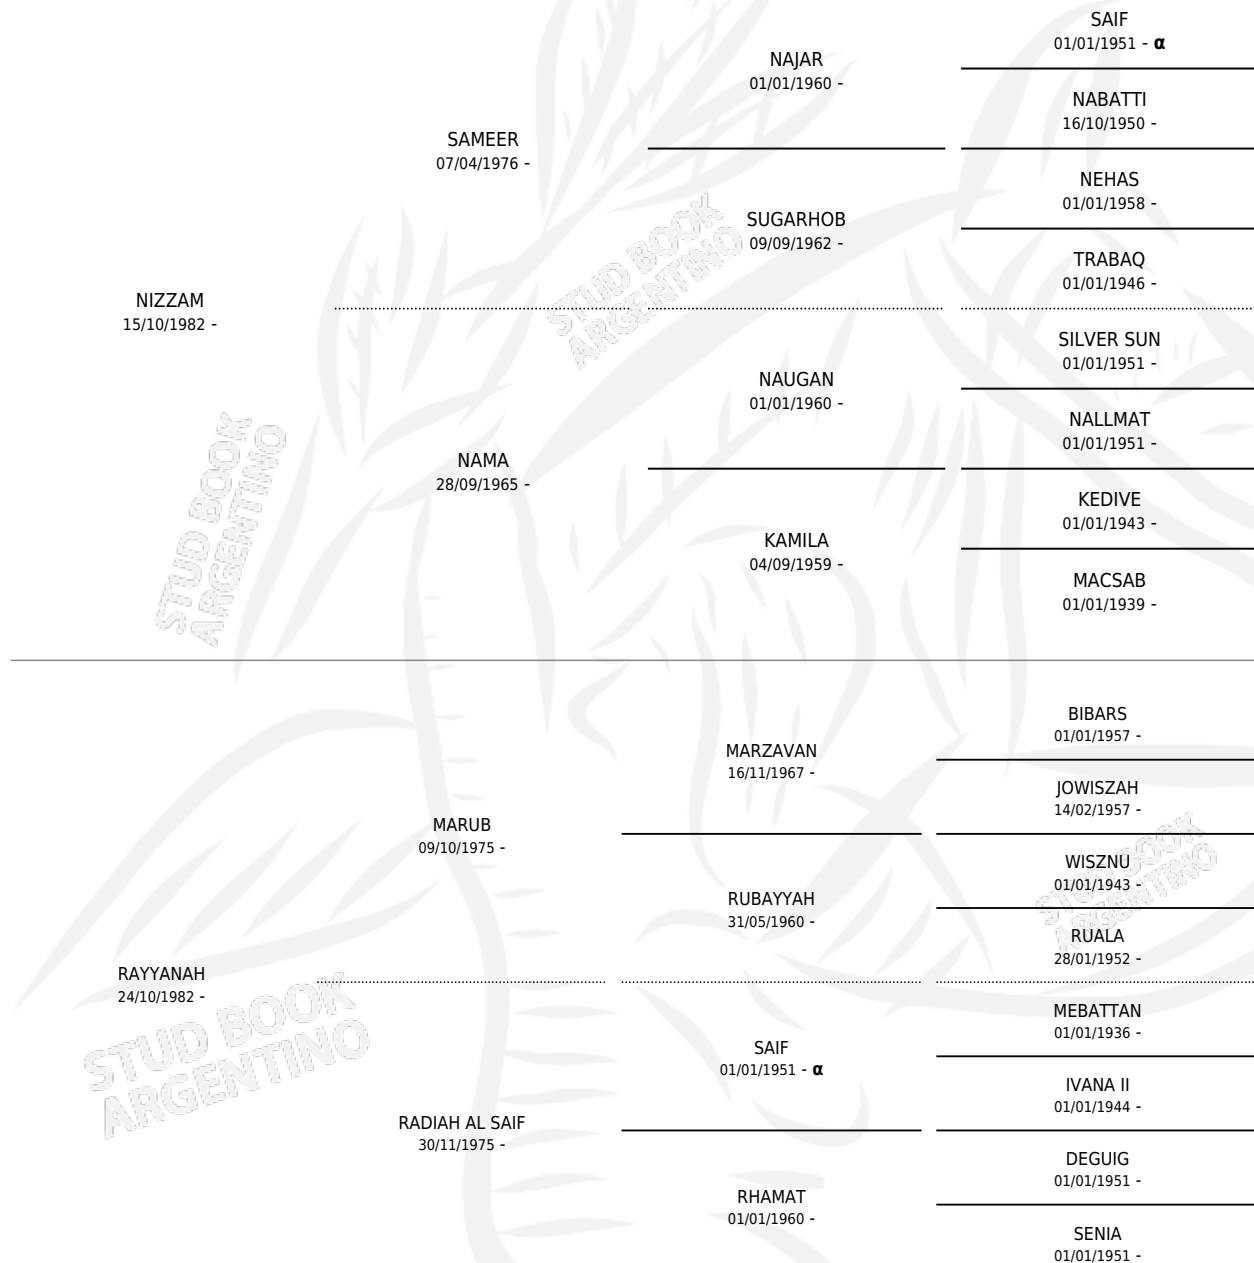 SAIF
01/01/1951 - α
NAJAR
01/01/1960 -
NABATTI
16/10/1950 -
SAMEER
07/04/1976 -
NEHAS
01/01/1958 -
SUGARHOB
09/09/1962 -
TRABAQ
01/01/1946 -
NIZZAM
15/10/1982 -
STUD BOOK
ARGENTINO
SILVER SUN
01/01/1951 -
NAUGAN
01/01/1960 -
NALLMAT
01/01/1951 -
NAMA
28/09/1965 -
KEDIVE
01/01/1943 -
KAMILA
04/09/1959 -
MACSAB
01/01/1939 -
STUD BOOK
ARGENTINO
BIBARS
01/01/1957 -
MARZAVAN
16/11/1967 -
JOWISZAH
14/02/1957 -
MARUB
09/10/1975 -
WISZNU
01/01/1943 -
RUBAYYAH
31/05/1960 -
RUALA
28/01/1952 -
STUD BOOK
ARGENTINO
RAYYANAH
24/10/1982 -
MEBATTAN
01/01/1936 -
SAIF
01/01/1951 - α
IVANA II
01/01/1944 -
STUD BOOK
ARGENTINO
RADIAH AL SAIF
30/11/1975 -
DEGUIG
01/01/1951 -
RHAMAT
01/01/1960 -
SENIA
01/01/1951 -